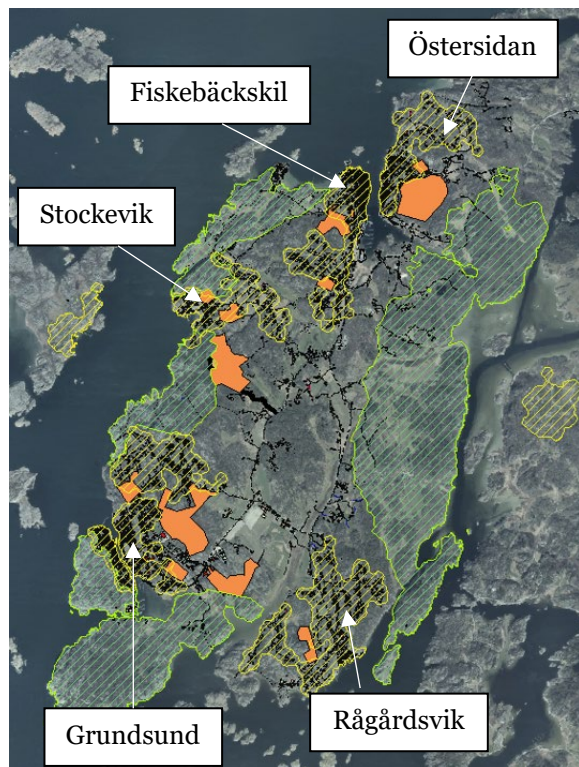 Östersidan
Fiskebäckskil
Stockevik
Grundsund
Rågårdsvik